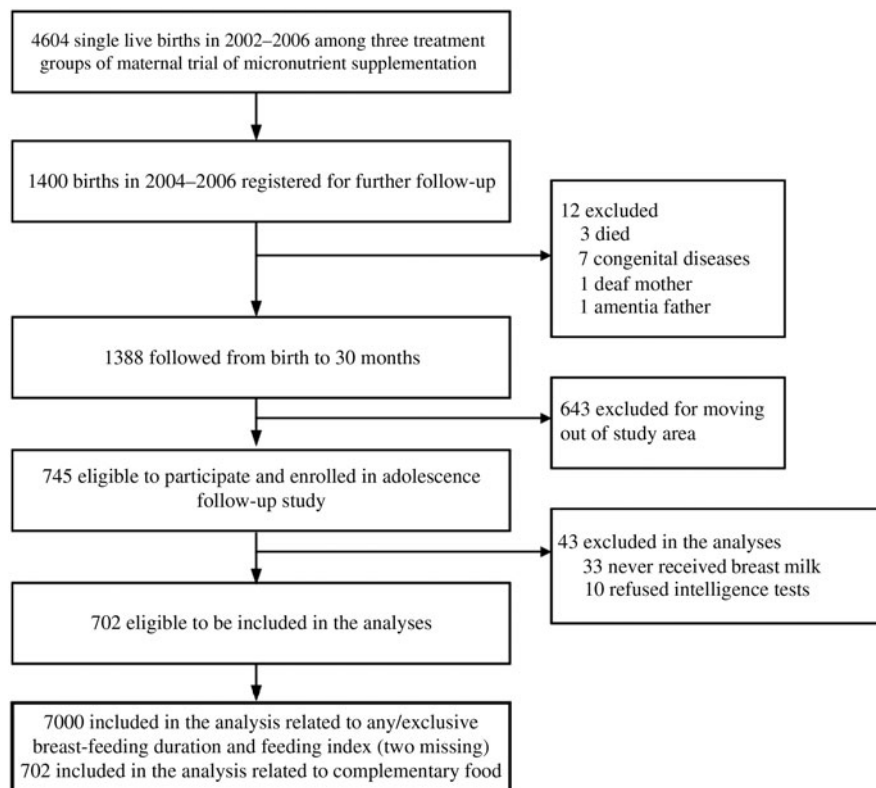 4604 single live births in 2002–2006 among three treatment
groups of maternal trial of micronutrient supplementation
1400 births in 2004–2006 registered for further follow-up
12 excluded
3 died
7 congenital diseases
1 deaf mother
1 amentia father
1388 followed from birth to 30 months
643 excluded for moving
out of study area
745 eligible to participate and enrolled in adolescence
follow-up study
43 excluded in the analyses
33 never received breast milk
10 refused intelligence tests
702 eligible to be included in the analyses
7000 included in the analysis related to any/exclusive
breast-feeding duration and feeding index (two missing)
702 included in the analysis related to complementary food